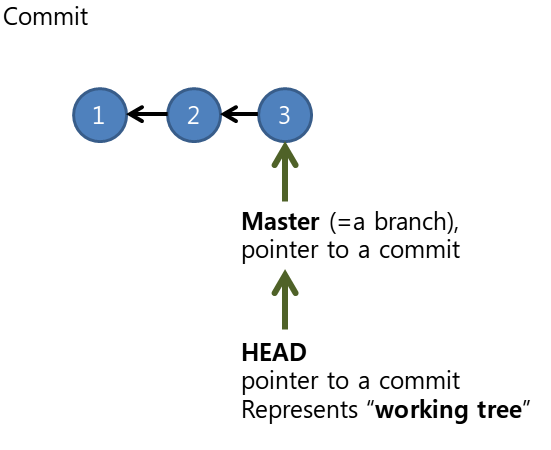 Commit
1
2
3
Master (=a branch),
pointer to a commit
HEAD
pointer to a commit
Represents “working tree”